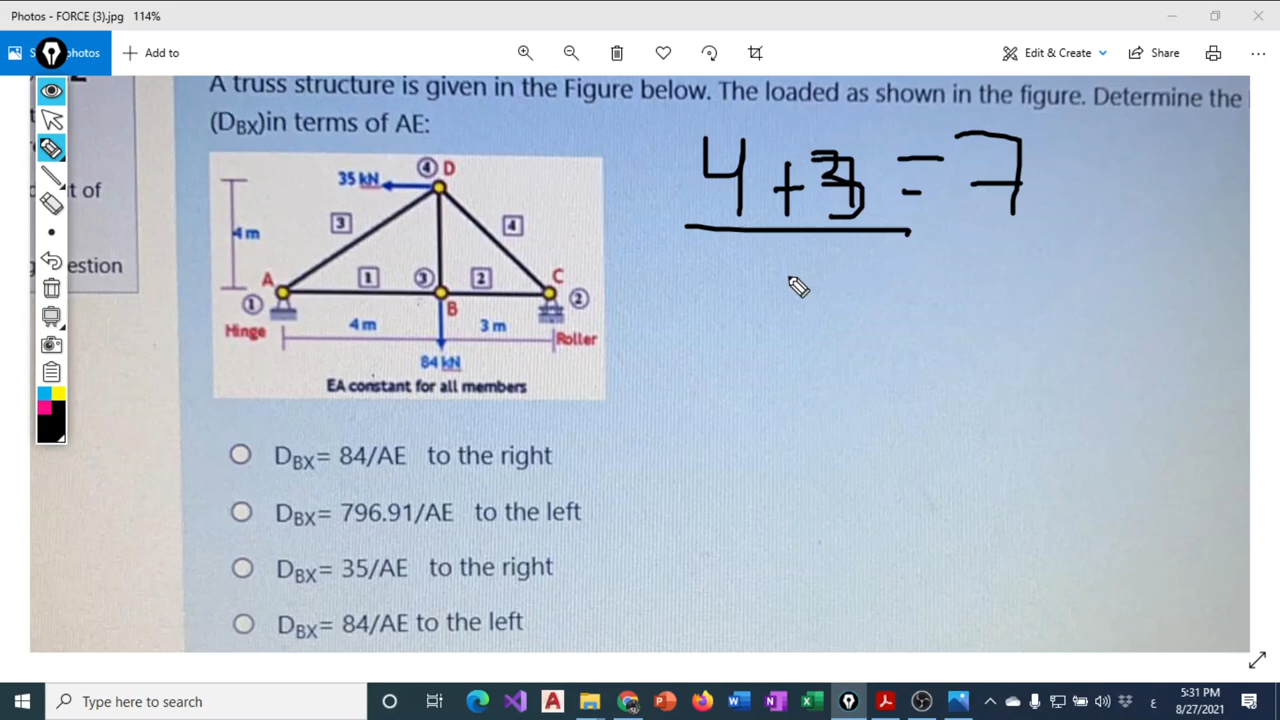 Photos - FORCE (3).jpg 114%
photos
Add to
Edit & Create
Share
A truss structure is given in the Figure below. The loaded as shown in the figure. Determine the
(DBX)in terms of AE:
t of
estion
4 + 3 = 7
35 kN
④ D
4 m
3
4
A
1
③
2
C
①
B
②
Hinge
4 m
3 m
Roller
84 kN
EA constant for all members
DBX= 84/AE to the right
DBX= 796.91/AE to the left
DBX= 35/AE to the right
DBX= 84/AE to the left
Type here to search
ع
5:31 PM
8/27/2021